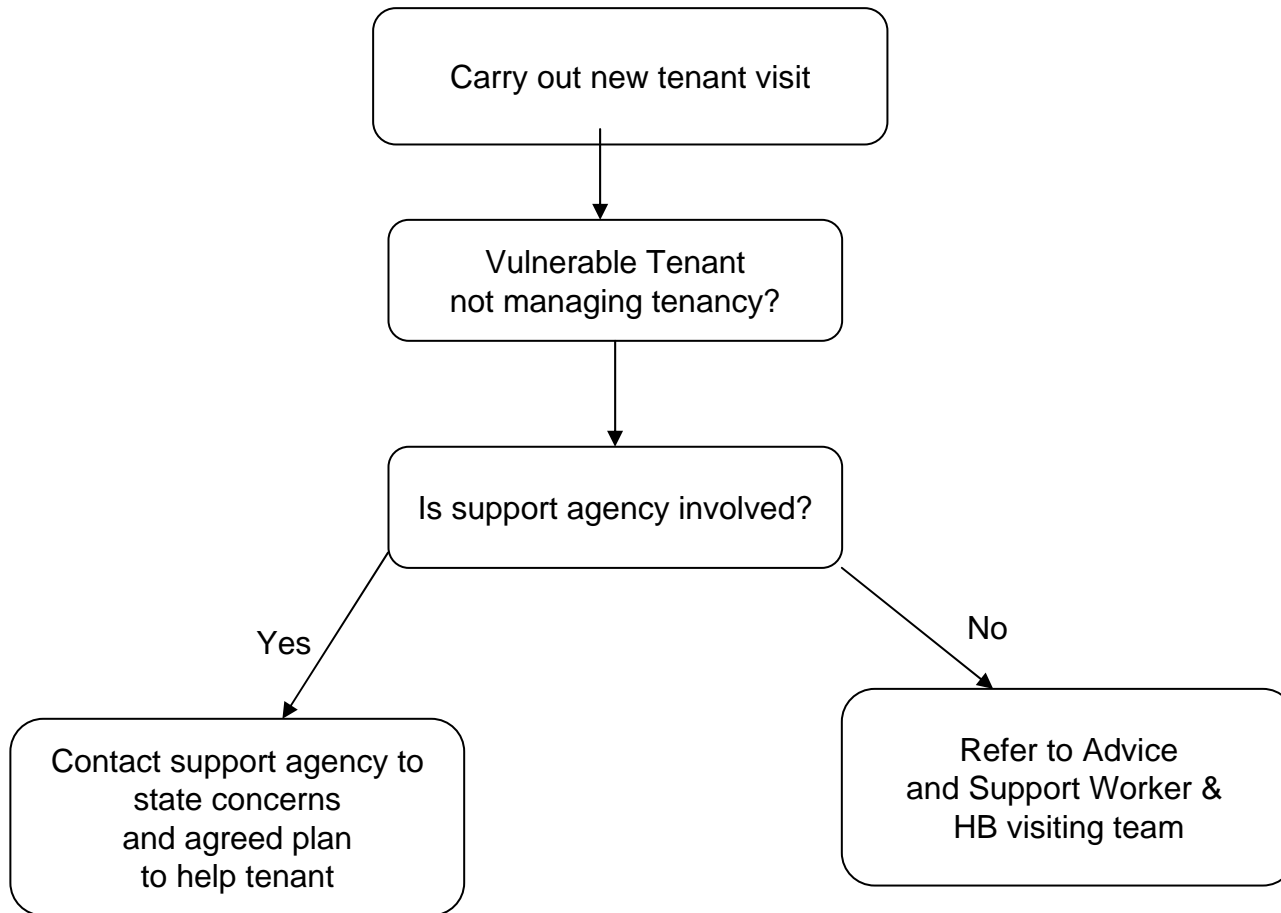 Carry out new tenant visit
Vulnerable Tenant
not managing tenancy?
Is support agency involved?
Yes
No
Contact support agency to
state concerns
and agreed plan
to help tenant
Refer to Advice
and Support Worker &
HB visiting team